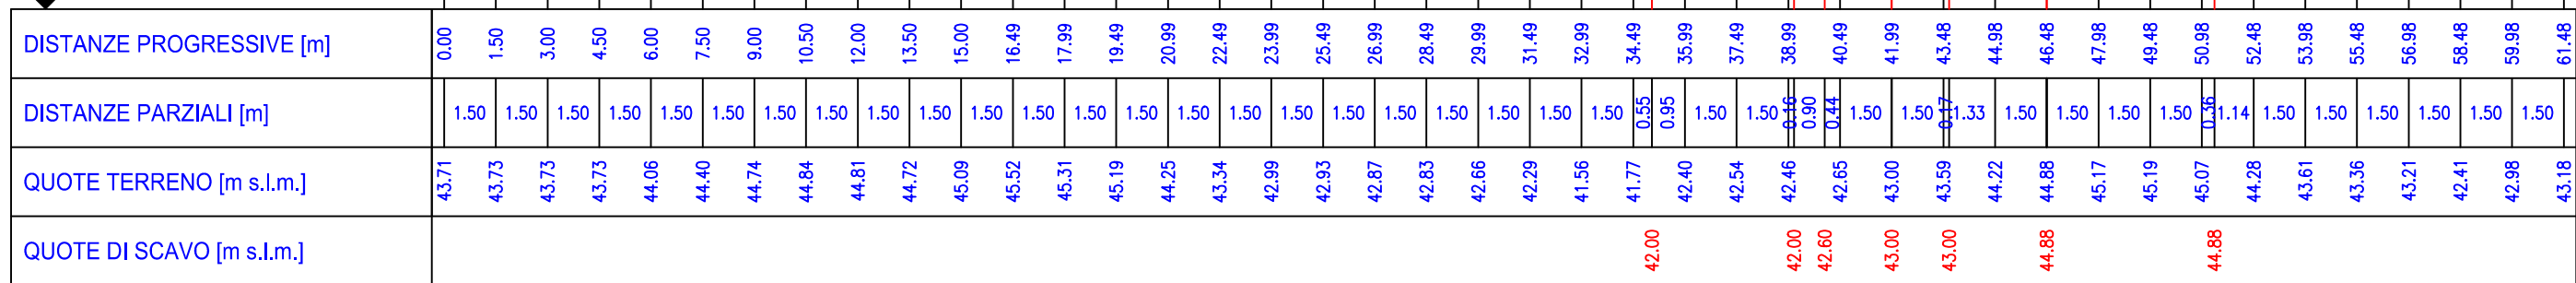 DISTANZE PROGRESSIVE [m] 0.00 1.50 3.00 4.50 6.00 7.50 9.00 10.50 12.00 13.50 15.00 16.49 17.99 19.49 20.99 22.49 23.99 25.49 26.99 28.49 29.99 31.49 32.99 34.49 35.99 37.49 38.99 40.49 41.99 43.48 44.98 46.48 47.98 49.48 50.98 52.48 53.98 55.48 56.98 58.48 59.98 61.48
DISTANZE PARZIALI [m] 1.50 1.50 1.50 1.50 1.50 1.50 1.50 1.50 1.50 1.50 1.50 1.50 1.50 1.50 1.50 1.50 1.50 1.50 1.50 1.50 1.50 1.50 1.50 0.55 0.95 1.50 1.50 0.16 0.90 0.44 1.50 1.50 0.17 1.33 1.50 1.50 1.50 1.50 0.36 1.14 1.50 1.50 1.50 1.50 1.50 1.50
QUOTE TERRENO [m s.l.m.] 43.71 43.73 43.73 43.73 44.06 44.40 44.74 44.84 44.81 44.72 45.09 45.52 45.31 45.19 44.25 43.34 42.99 42.93 42.87 42.83 42.66 42.29 41.56 41.77 42.40 42.54 42.46 42.65 43.00 43.59 44.22 44.88 45.17 45.19 45.07 44.28 43.61 43.36 43.21 42.41 42.98 43.18
QUOTE DI SCAVO [m s.l.m.] 42.00 42.00 42.60 43.00 43.00 44.88 44.88